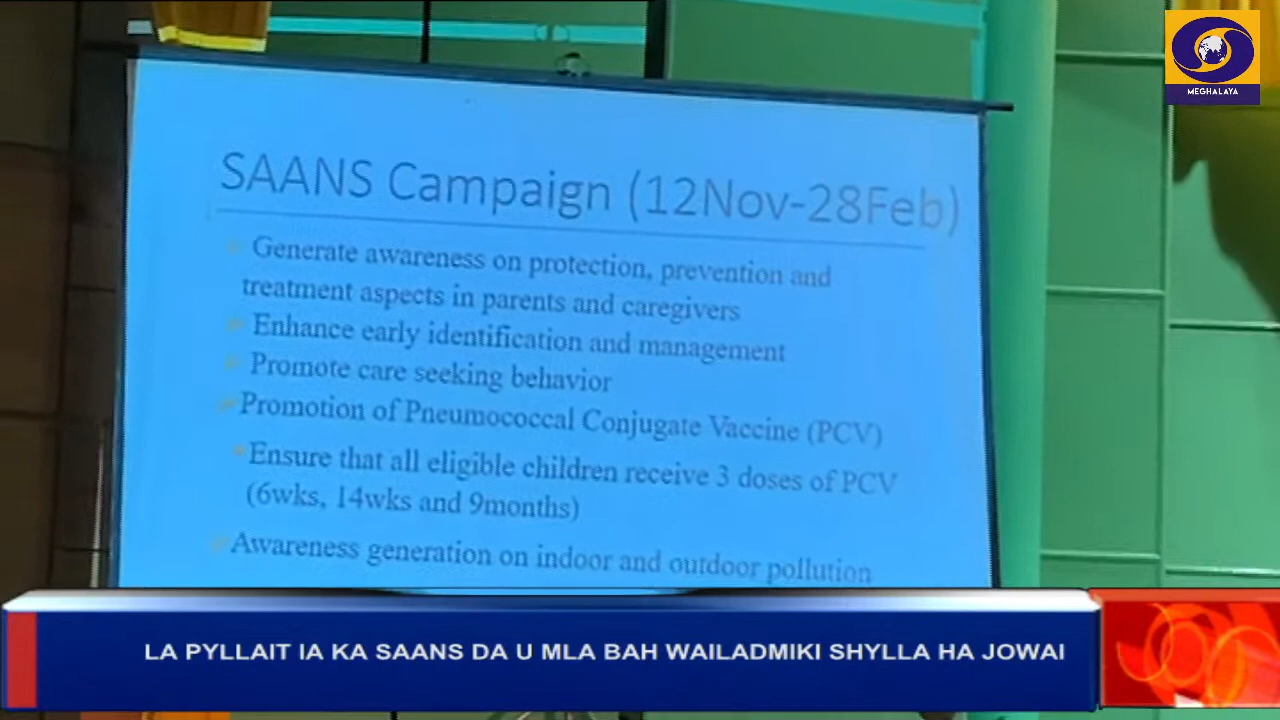 MEGHALAYA
SAANS Campaign (12Nov-28Feb)
Generate awareness on protection, prevention and
treatment aspects in parents and caregivers
Enhance early identification and management
Promote care seeking behavior
Promotion of Pneumococcal Conjugate Vaccine (PCV)
Ensure that all eligible children receive 3 doses of PCV
(6wks, 14wks and 9months)
Awareness generation on indoor and outdoor pollution
LA PYLLAIT IA KA SAANS DA U MLA BAH WAILADMIKI SHYLLA HA JOWAI